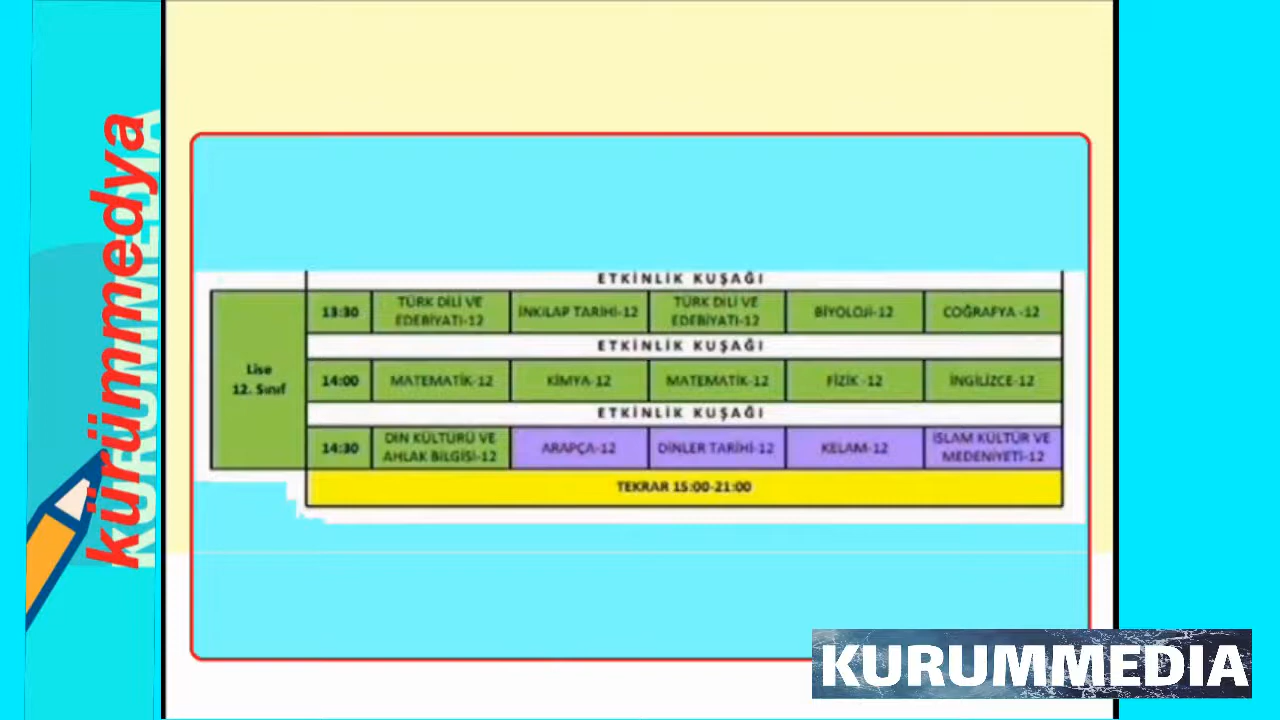 kürümmedya
KURUMMEDIA
ETKİNLİK KUŞAĞI
Lise
12. Sınıf
13:30
TÜRK DİLİ VE
EDEBİYATI-12
İNKILAP TARİHİ-12
TÜRK DİLİ VE
EDEBİYATI-12
BİYOLOJİ-12
COĞRAFYA -12
ETKİNLİK KUŞAĞI
14:00
MATEMATİK-12
KİMYA-12
MATEMATİK-12
FİZİK -12
İNGİLİZCE-12
ETKİNLİK KUŞAĞI
14:30
DİN KÜLTÜRÜ VE
AHLAK BİLGİSİ-12
ARAPÇA-12
DİNLER TARİHİ-12
KELAM-12
İSLAM KÜLTÜR VE
MEDENİYETİ-12
TEKRAR 15:00-21:00
KURUMMEDIA